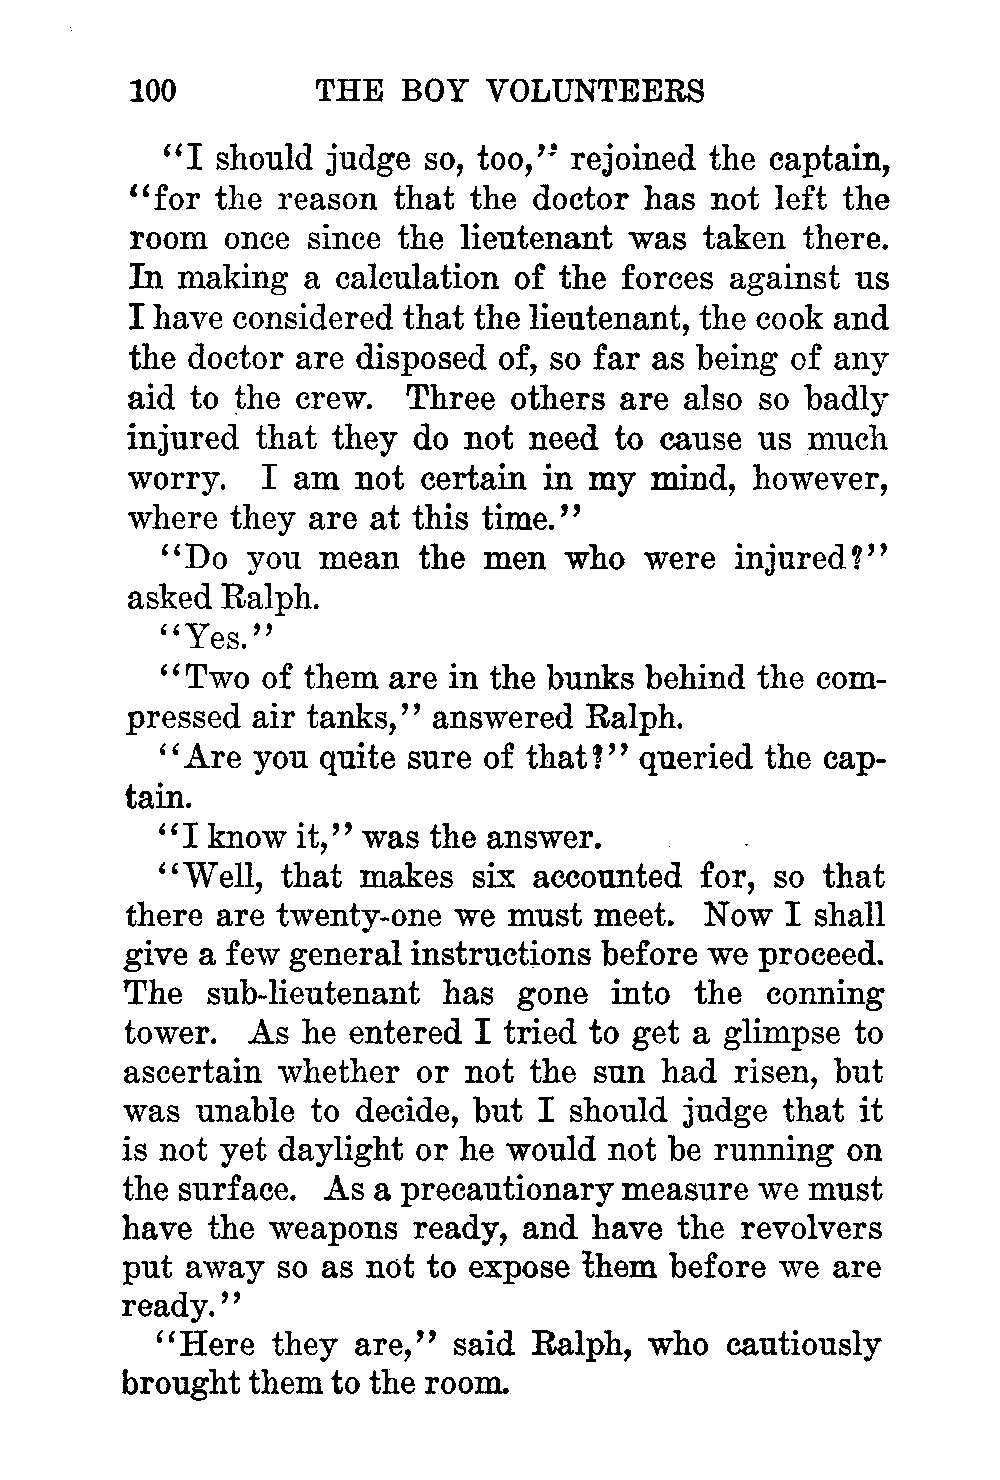 100 THE BOY VOLUNTEERS
"I should judge so, too," rejoined the captain,
"for the reason that the doctor has not left the
room once since the lieutenant was taken there.
In making a calculation of the forces against us
I have considered that the lieutenant, the cook and
the doctor are disposed of, so far as being of any
aid to the crew. Three others are also so badly
injured that they do not need to cause us much
worry. I am not certain in my mind, however,
where they are at this time."
"Do you mean the men who were injured?"
asked Ralph.
"Yes."
"Two of them are in the bunks behind the com-
pressed air tanks," answered Ralph.
"Are you quite sure of that?" queried the cap-
tain.
"I know it," was the answer.
"Well, that makes six accounted for, so that
there are twenty-one we must meet. Now I shall
give a few general instructions before we proceed.
The sub-lieutenant has gone into the conning
tower. As he entered I tried to get a glimpse to
ascertain whether or not the sun had risen, but
was unable to decide, but I should judge that it
is not yet daylight or he would not be running on
the surface. As a precautionary measure we must
have the weapons ready, and have the revolvers
put away so as not to expose them before we are
ready."
"Here they are," said Ralph, who cautiously
brought them to the room.